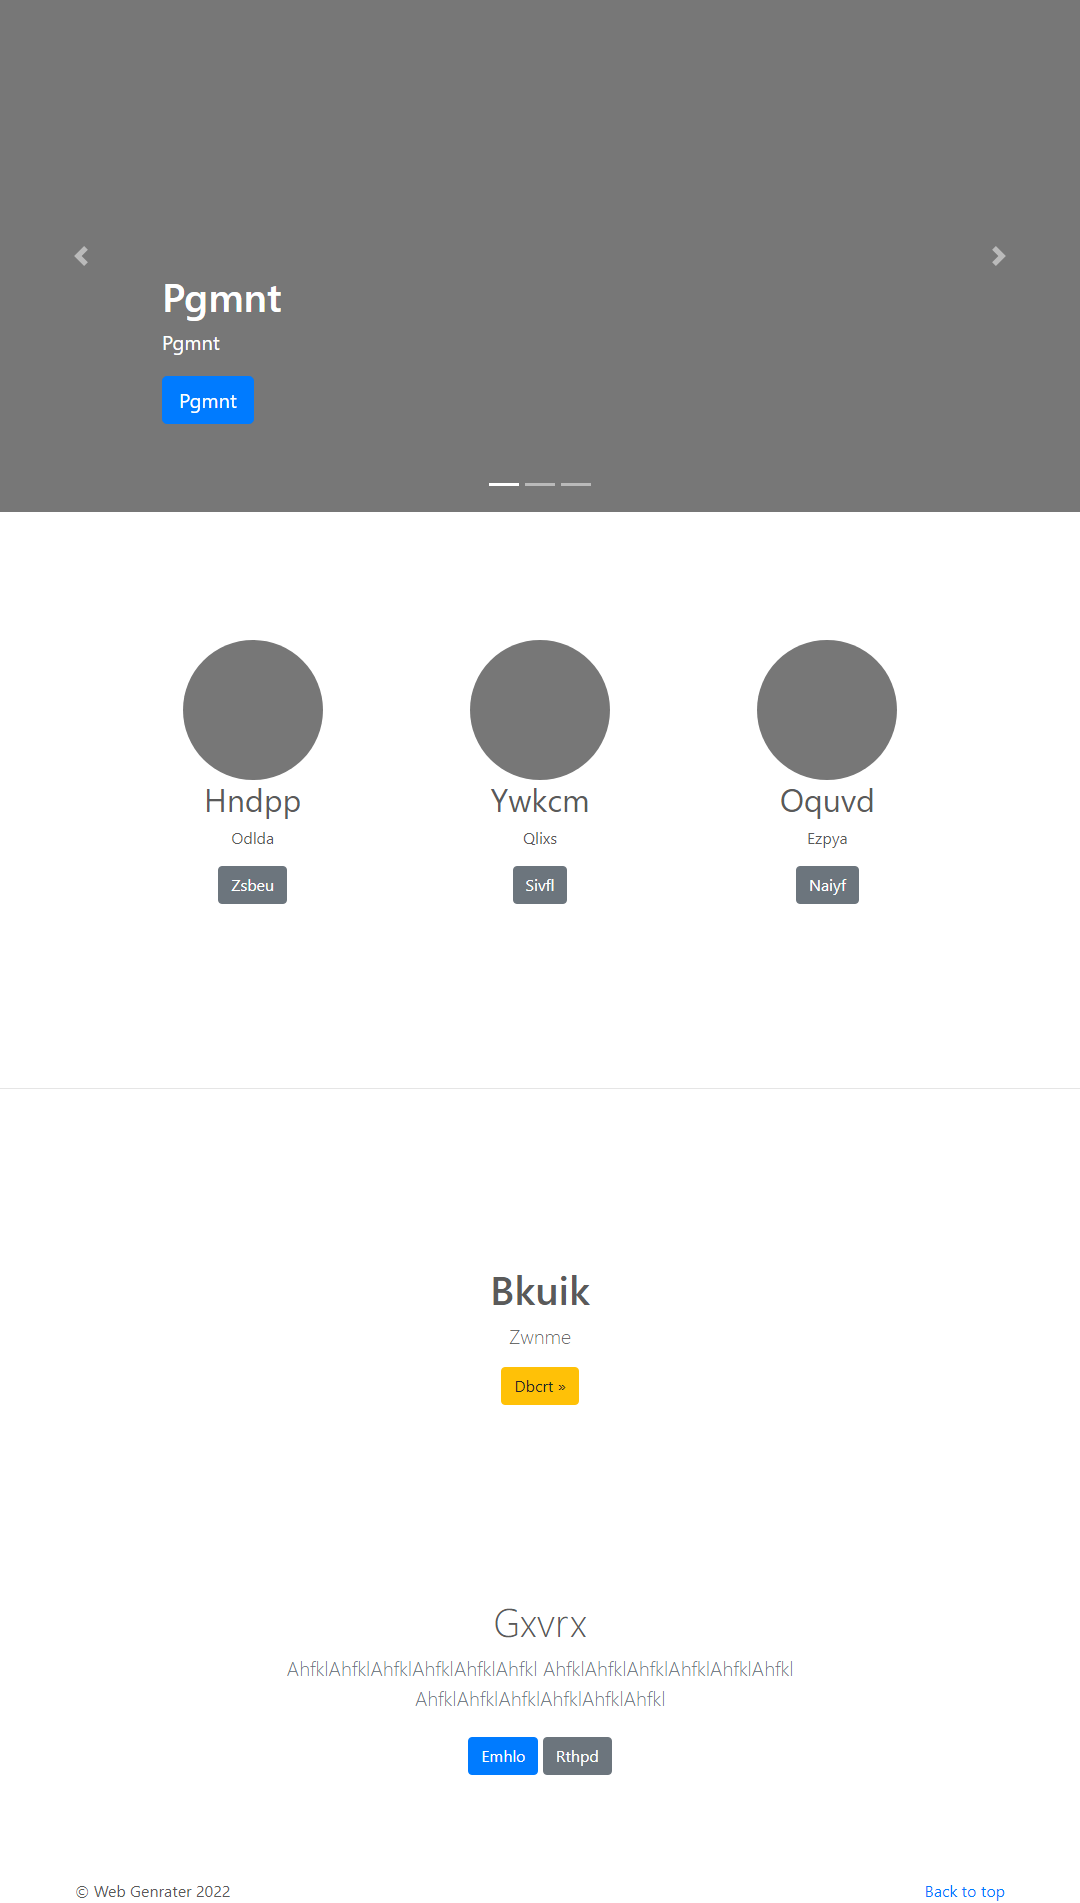 Pgmnt
Pgmnt
Pgmnt
Hndpp
Odlda
Zsbeu
Ywkcm
Qlixs
Sivfl
Oquvd
Ezpya
Naiyf
Bkuik
Zwnme
Dbcrt »
Gxvrx
AhfklAhfklAhfklAhfklAhfklAhfkl AhfklAhfklAhfklAhfklAhfklAhfkl
AhfklAhfklAhfklAhfklAhfklAhfkl
Emhlo Rthpd
© Web Genrater 2022
Back to top